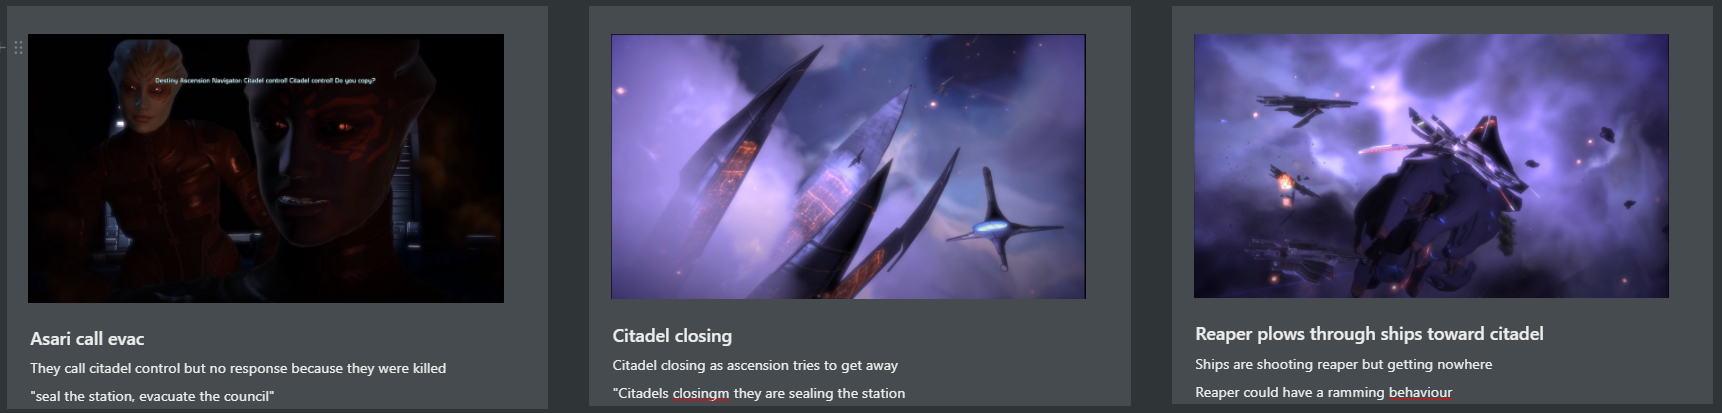 Destiny Ascension Navigator: Citadel control! Citadel control! Do you copy?
Asari call evac
They call citadel control but no response because they were killed
"seal the station, evacuate the council"
Citadel closing
Citadel closing as ascension tries to get away
"Citadels closingm they are sealing the station
Reaper plows through ships toward citadel
Ships are shooting reaper but getting nowhere
Reaper could have a ramming behaviour